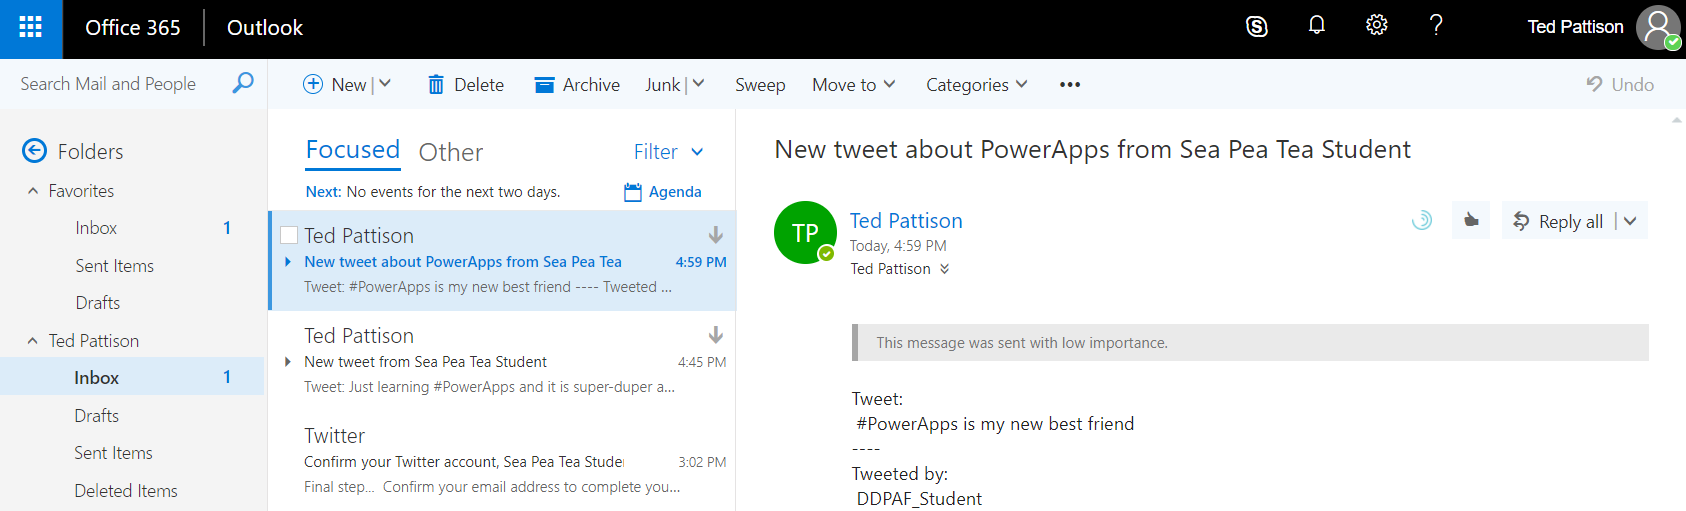 Office 365 Outlook Ted Pattison
Search Mail and People New Delete Archive Junk Sweep Move to Categories Undo
Folders
Favorites
Inbox 1
Sent Items
Drafts
Ted Pattison
Inbox 1
Drafts
Sent Items
Deleted Items
Focused Other Filter
Next: No events for the next two days. Agenda
Ted Pattison
New tweet about PowerApps from Sea Pea Tea 4:59 PM
Tweet: #PowerApps is my new best friend ---- Tweeted ...
Ted Pattison
New tweet from Sea Pea Tea Student 4:45 PM
Tweet: Just learning #PowerApps and it is super-duper a...
Twitter
Confirm your Twitter account, Sea Pea Tea Stude 3:02 PM
Final step... Confirm your email address to complete you...
New tweet about PowerApps from Sea Pea Tea Student
TP
Ted Pattison
Today, 4:59 PM
Ted Pattison
Reply all
This message was sent with low importance.
Tweet:
#PowerApps is my new best friend
----
Tweeted by:
DDPAF_Student